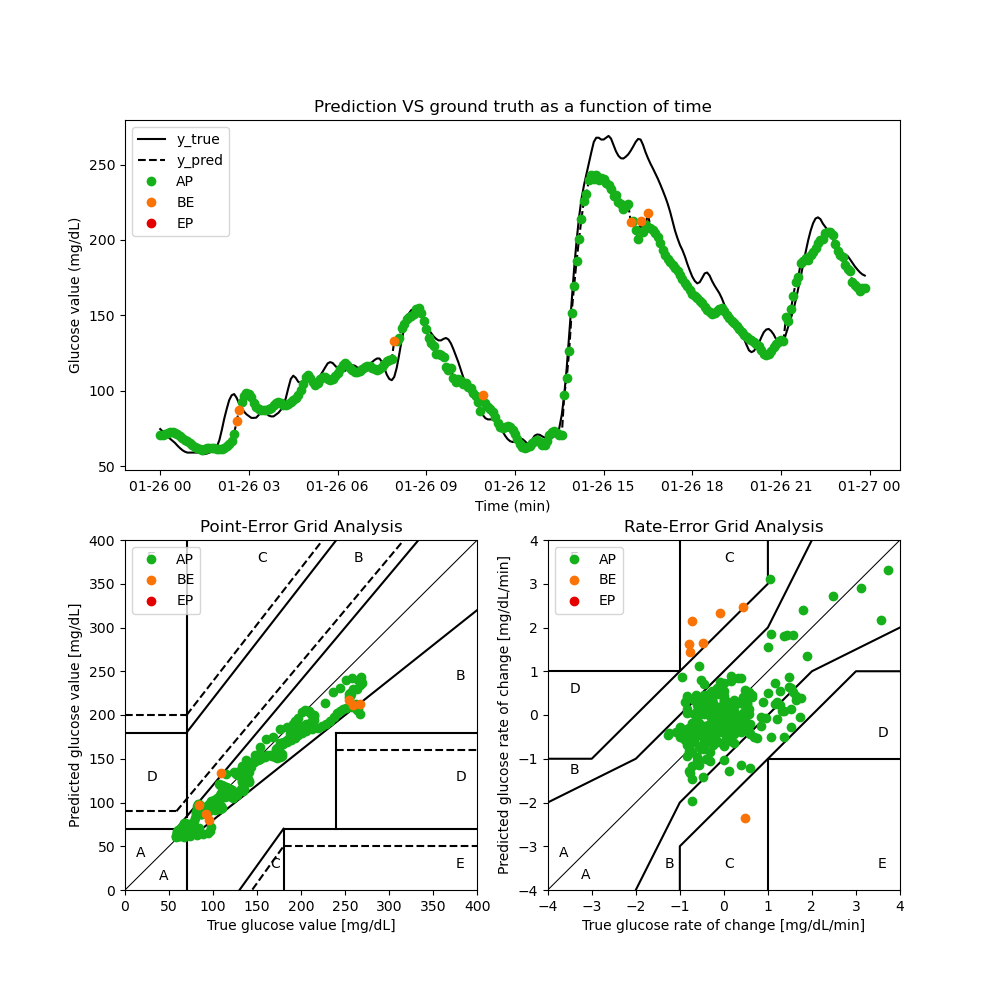 Prediction VS ground truth as a function of time
Glucose value (mg/dL)
250
200
150
100
50
y_true
y_pred
AP
BE
EP
01-26 00 01-26 03 01-26 06 01-26 09 01-26 12 01-26 15 01-26 18 01-26 21 01-27 00
Time (min)
Point-Error Grid Analysis
Predicted glucose value [mg/dL]
400
350
300
250
200
150
100
50
0
AP
BE
EP
C
B
B
D
D
A
A
C
E
0 50 100 150 200 250 300 350 400
True glucose value [mg/dL]
Rate-Error Grid Analysis
Predicted glucose rate of change [mg/dL/min]
4
3
2
1
0
−1
−2
−3
−4
AP
BE
EP
C
D
D
B
A
A
B
C
E
−4 −3 −2 −1 0 1 2 3 4
True glucose rate of change [mg/dL/min]